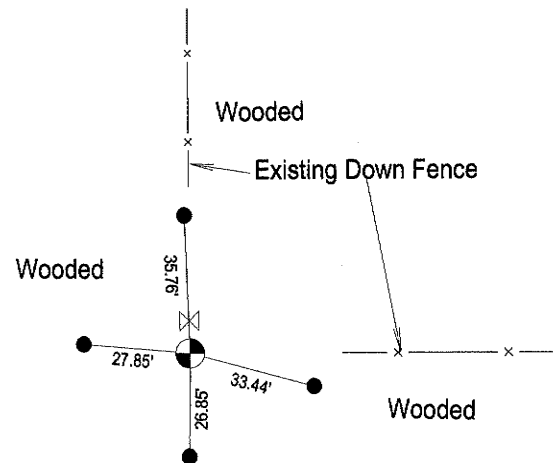 Wooded
Existing Down Fence
Wooded
35.76'
27.85'
33.44'
26.85'
Wooded